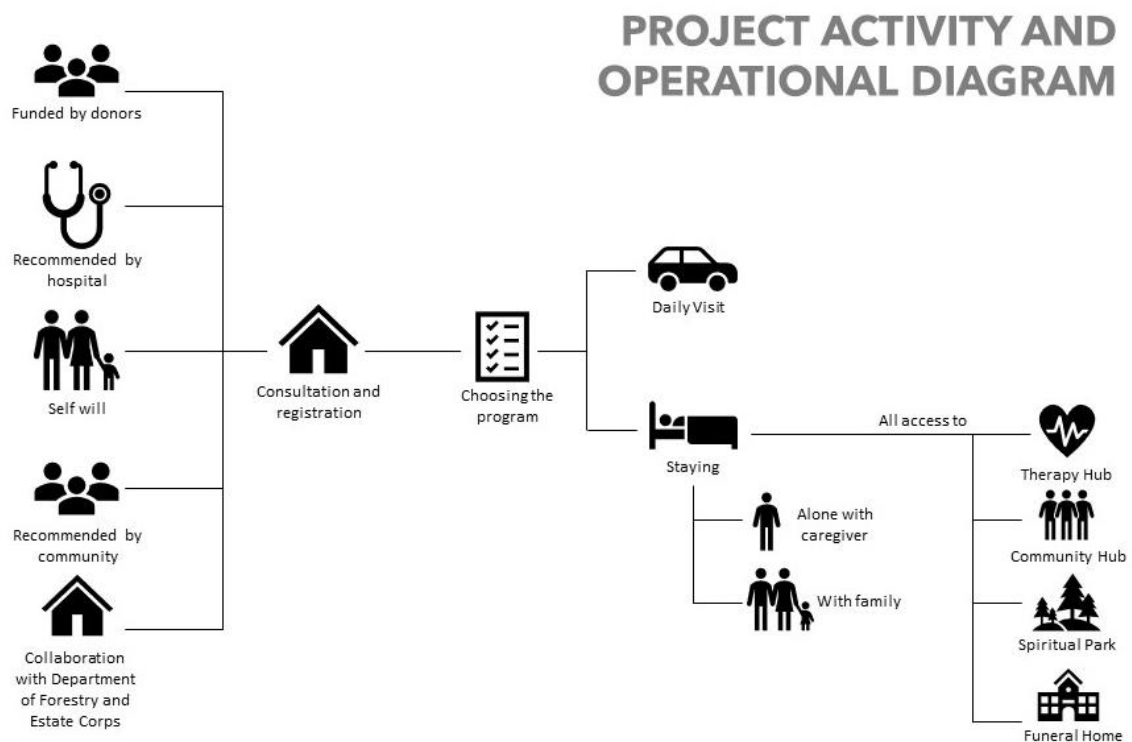 PROJECT ACTIVITY AND
OPERATIONAL DIAGRAM
Funded by donors
Recommended by
hospital
Self will
Recommended by
community
Collaboration
with Department
of Forestry and
Estate Corps
Consultation and
registration
Choosing the
program
Daily Visit
Staying
Alone with
caregiver
With family
All access to
Therapy Hub
Community Hub
Spiritual Park
Funeral Home